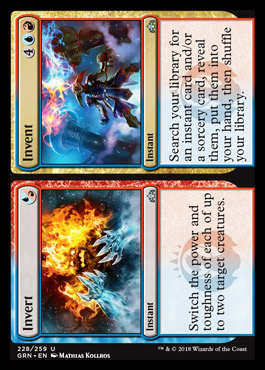 Invent 4
Instant
Search your library for
an instant card and/or
a sorcery card, reveal
them, put them into
your hand, then shuffle
your library.
Invert
Instant
Switch the power and
toughness of each of up
to two target creatures.
228/259 U
GRN • EN MATHIAS KOLLROS
™ & © 2018 Wizards of the Coast